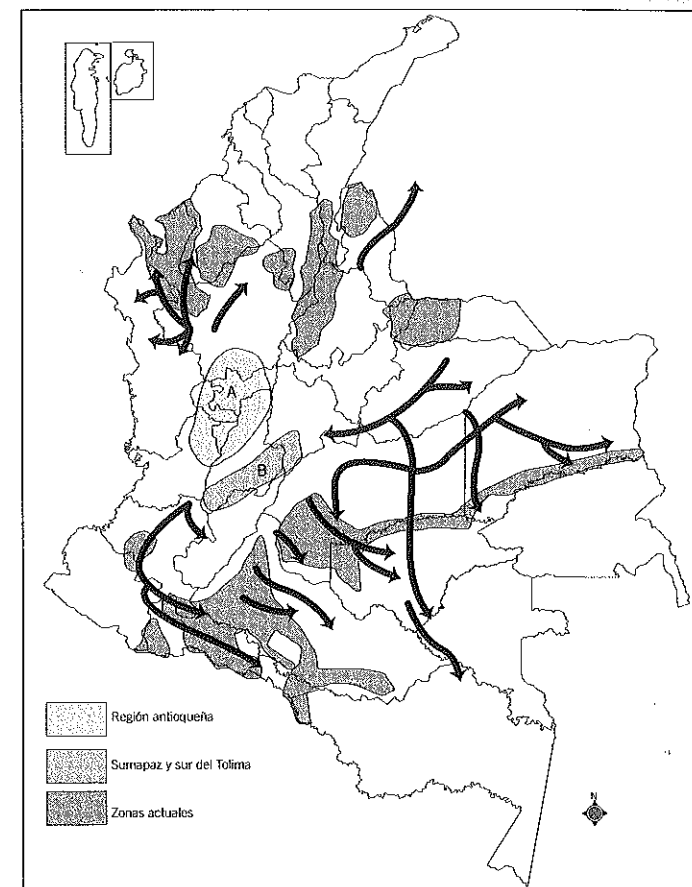 A
B
Región antioqueña
Sumapaz y sur del Tolima
Zonas actuales
N